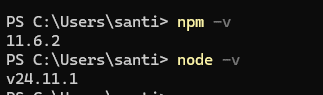 PS C:\Users\santi> npm -v
11.6.2
PS C:\Users\santi> node -v
v24.11.1